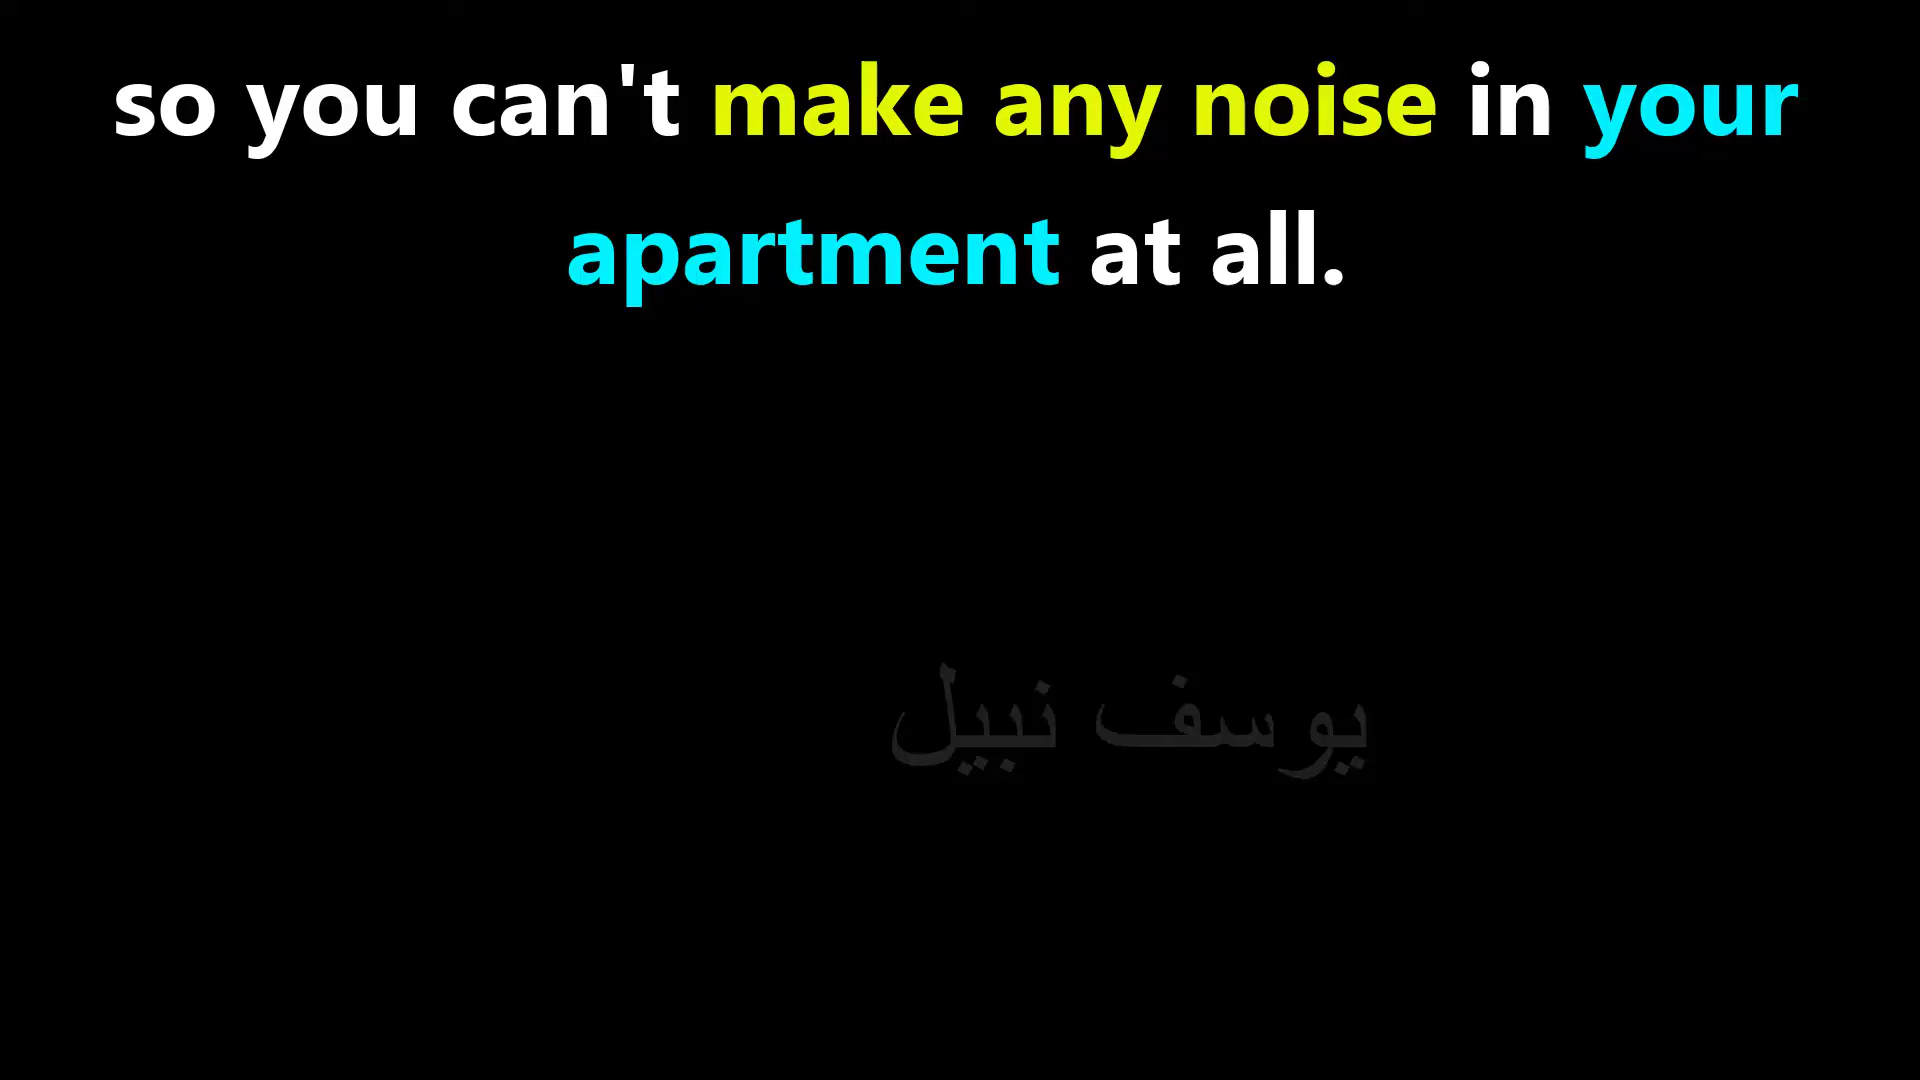 so you can't make any noise in your
apartment at all.
يوسف نبيل